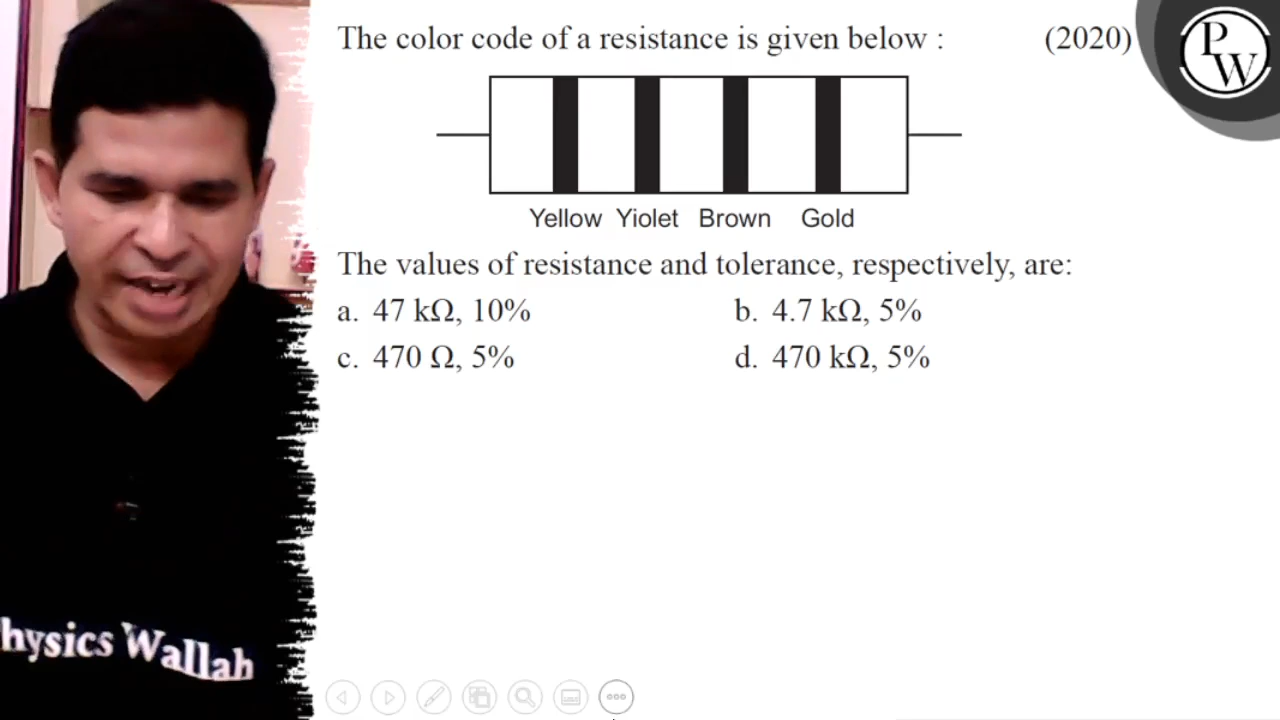 The color code of a resistance is given below : (2020)
PW
Yellow Yiolet Brown Gold
The values of resistance and tolerance, respectively, are:
a. 47 kΩ, 10% b. 4.7 kΩ, 5%
c. 470 Ω, 5% d. 470 kΩ, 5%
hysics Wallah